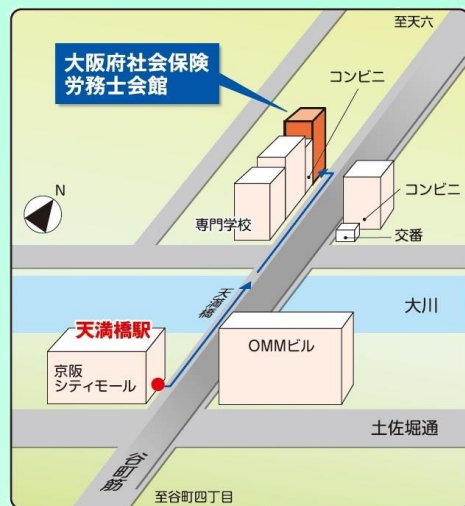 至天六
大阪府社会保険
労務士会館
コンビニ
N
コンビニ
専門学校
交番
天満橋
大川
天満橋駅
OMMビル
京阪
シティモール
土佐堀通
谷町筋
至谷町四丁目